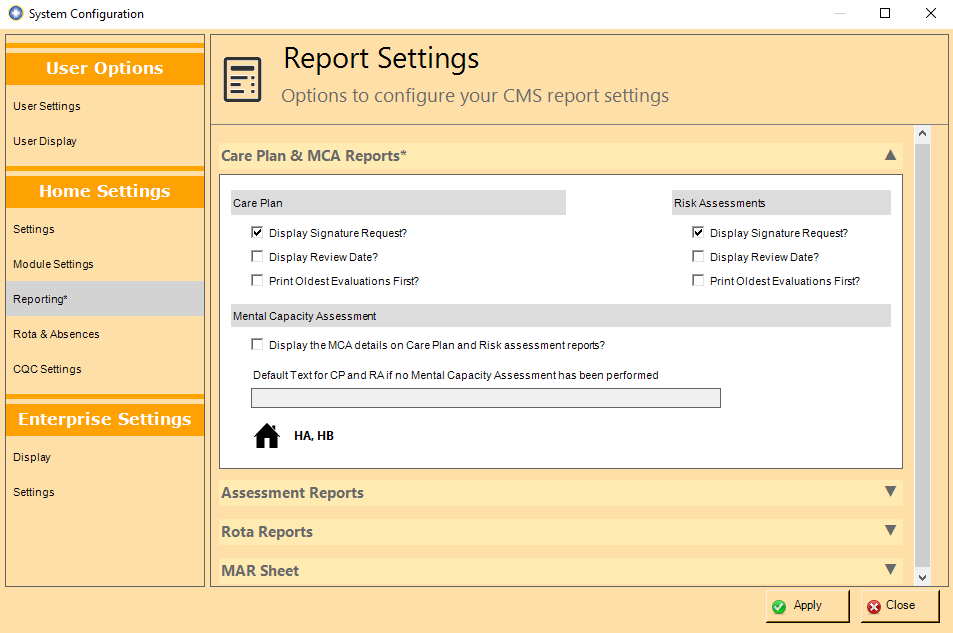 System Configuration
User Options
User Settings
User Display
Home Settings
Settings
Module Settings
Reporting*
Rota & Absences
CQC Settings
Enterprise Settings
Display
Settings
Report Settings
Options to configure your CMS report settings
Care Plan & MCA Reports*
Care Plan
Display Signature Request?
Display Review Date?
Print Oldest Evaluations First?
Risk Assessments
Display Signature Request?
Display Review Date?
Print Oldest Evaluations First?
Mental Capacity Assessment
Display the MCA details on Care Plan and Risk assessment reports?
Default Text for CP and RA if no Mental Capacity Assessment has been performed
HA, HB
Assessment Reports
Rota Reports
MAR Sheet
Apply
Close